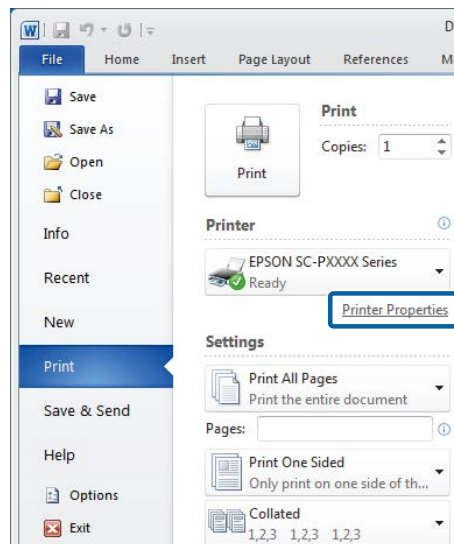 W
D
File Home Insert Page Layout References M
Save
Save As
Open
Close
Info
Recent
New
Print
Save & Send
Help
Options
Exit
Print
Print
Copies: 1
Printer
EPSON SC-PXXXX Series
Ready
Printer Properties
Settings
Print All Pages
Print the entire document
Pages:
Print One Sided
Only print on one side of th...
Collated
1,2,3 1,2,3 1,2,3